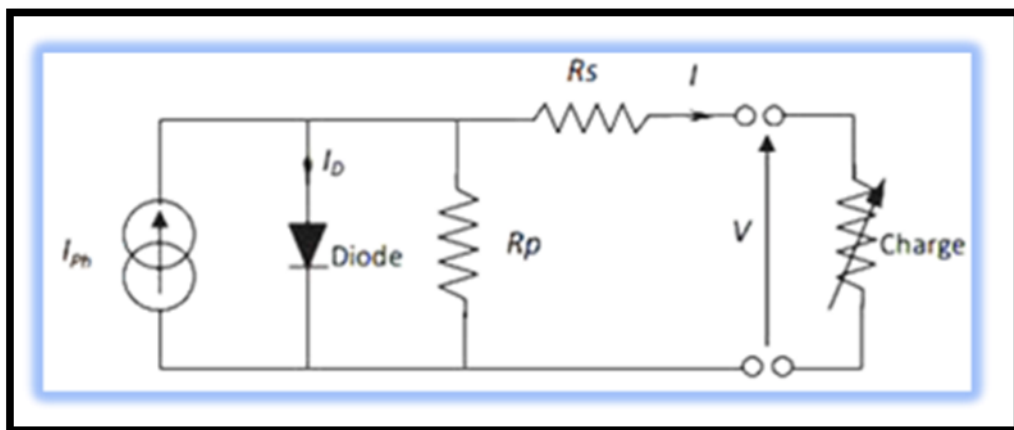 Rs
I
I_D
I_Ph
Diode
Rp
V
Charge